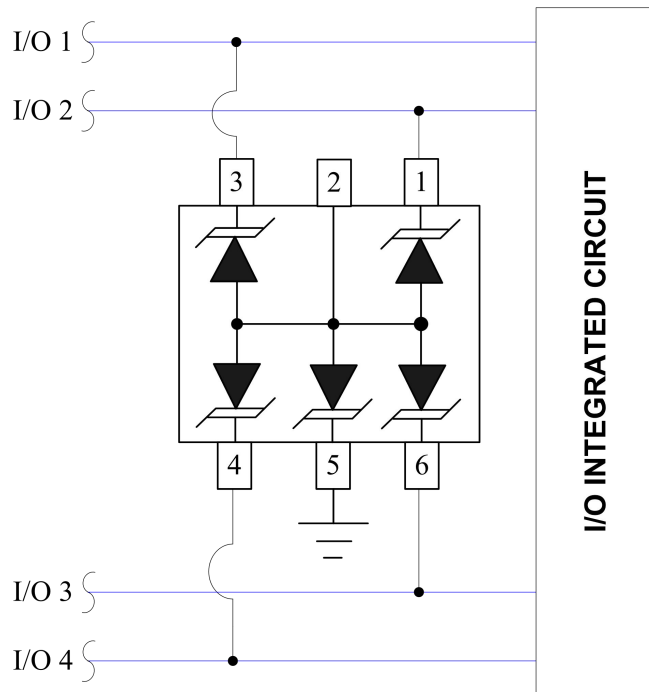 I/O 1
I/O 2
3 2 1
I/O INTEGRATED CIRCUIT
4 5 6
I/O 3
I/O 4